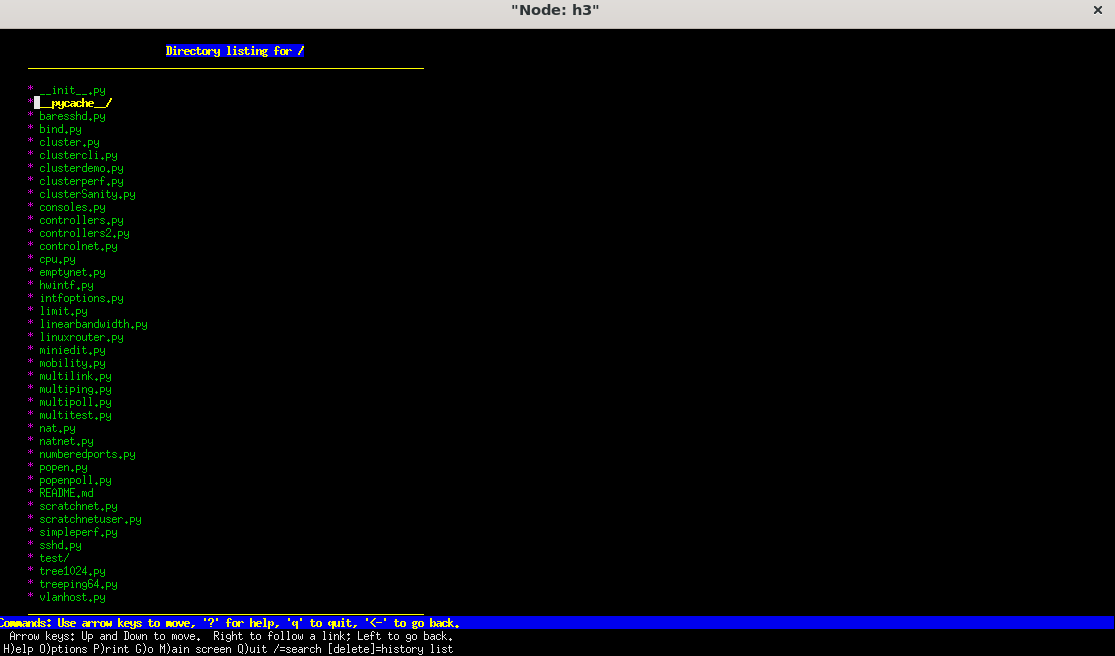 "Node: h3"
×
Directory listing for /
* __init__.py
* __pycache__/
* baresshd.py
* bind.py
* cluster.py
* clustercli.py
* clusterdemo.py
* clusterperf.py
* clusterSanity.py
* consoles.py
* controllers.py
* controllers2.py
* controlnet.py
* cpu.py
* emptynet.py
* hwintf.py
* intfoptions.py
* limit.py
* linearbandwidth.py
* linuxrouter.py
* miniedit.py
* mobility.py
* multilink.py
* multiping.py
* multipoll.py
* multitest.py
* nat.py
* natnet.py
* numberedports.py
* popen.py
* popenpoll.py
* README.md
* scratchnet.py
* scratchnetuser.py
* simpleperf.py
* sshd.py
* test/
* tree1024.py
* treeping64.py
* vlanhost.py
Commands: Use arrow keys to move, '?' for help, 'q' to quit, '<-' to go back.
Arrow keys: Up and Down to move.  Right to follow a link; Left to go back.
H)elp O)ptions P)rint G)o M)ain screen Q)uit /=search [delete]=history list